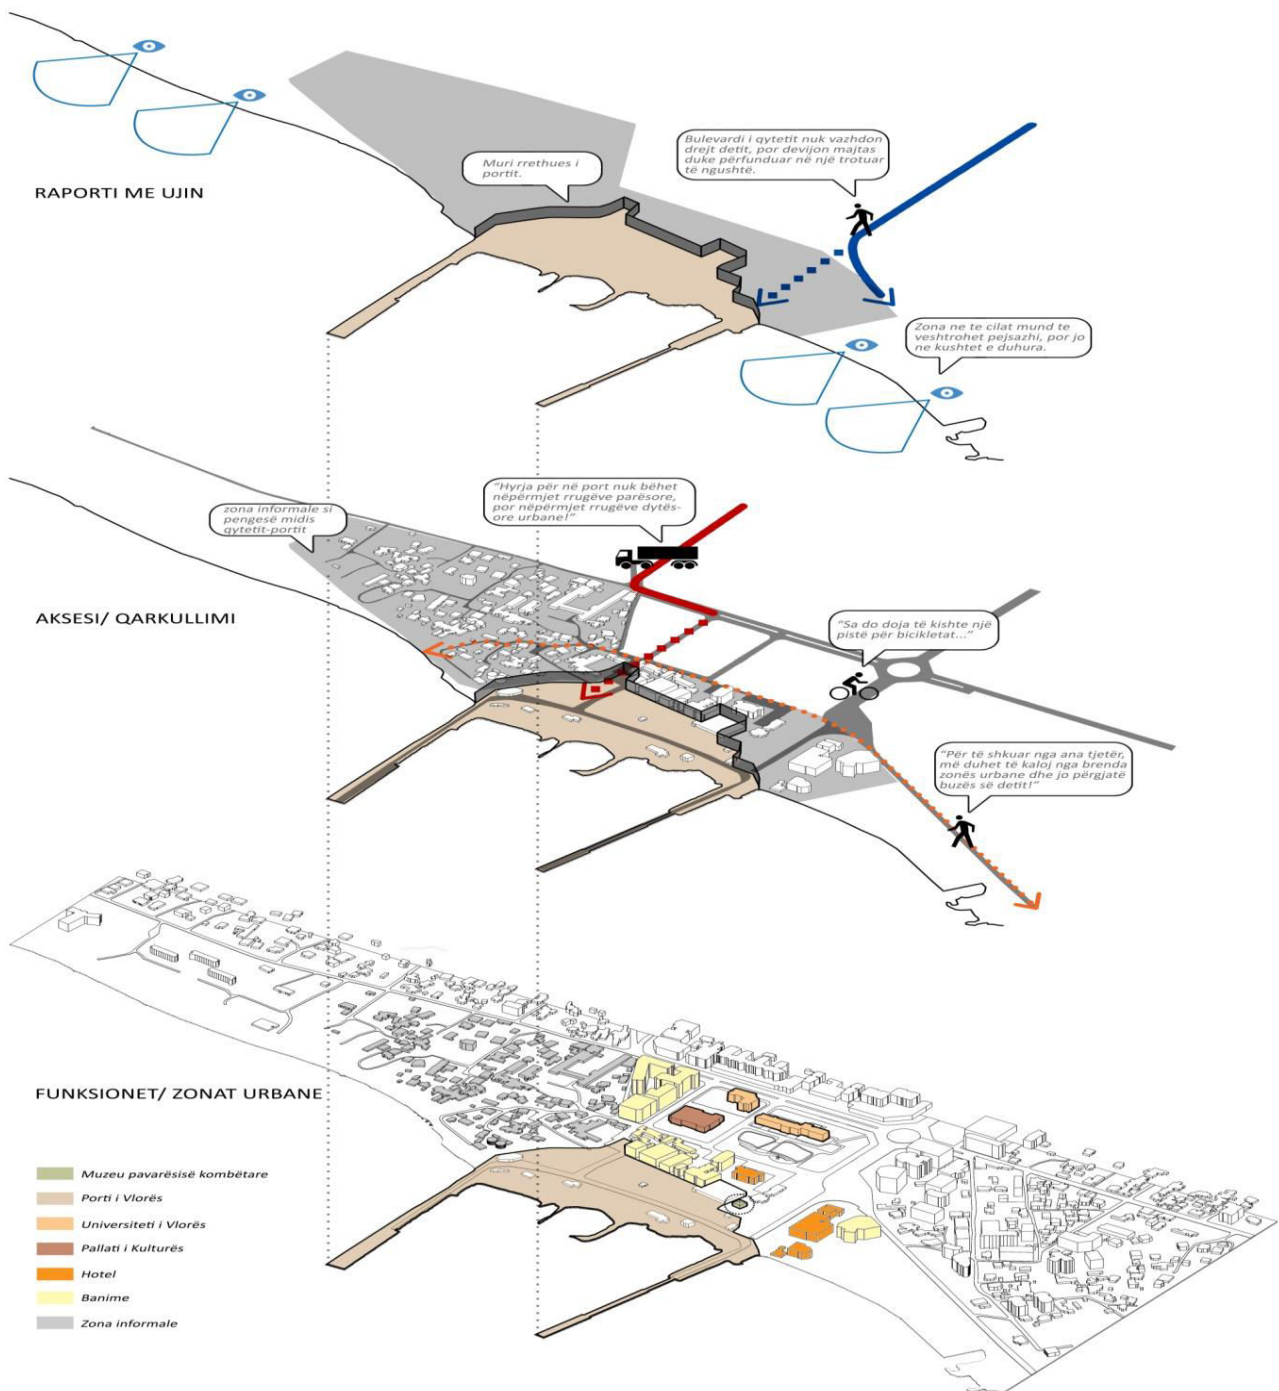 Bulevardi i qytetit nuk vazhdon
drejt detit, por devijon majtas
duke përfunduar në një trotuar
të ngushtë.
Muri rrethues i
portit.
RAPORTI ME UJIN
Zona ne te cilat mund te
veshtrohet pejsazhi, por jo
ne kushtet e duhura.
"Hyrja për në port nuk bëhet
nëpërmjet rrugëve parësore,
por nëpërmjet rrugëve dytës-
ore urbane!"
zona informale si
pengesë midis
qytetit-portit
AKSESI/ QARKULLIMI
"Sa do doja të kishte një
pistë për bicikletat..."
"Për të shkuar nga ana tjetër,
më duhet të kaloj nga brenda
zonës urbane dhe jo përgjatë
buzës së detit!"
FUNKSIONET/ ZONAT URBANE
Muzeu pavarësisë kombëtare
Porti i Vlorës
Universiteti i Vlorës
Pallati i Kulturës
Hotel
Banime
Zona informale